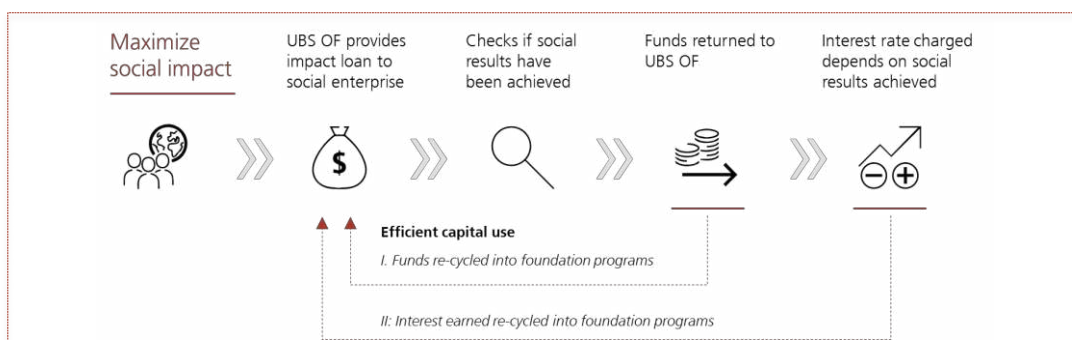 Maximize
social impact
UBS OF provides
impact loan to
social enterprise
Checks if social
results have
been achieved
Funds returned to
UBS OF
Interest rate charged
depends on social
results achieved
$
Efficient capital use
I. Funds re-cycled into foundation programs
II: Interest earned re-cycled into foundation programs